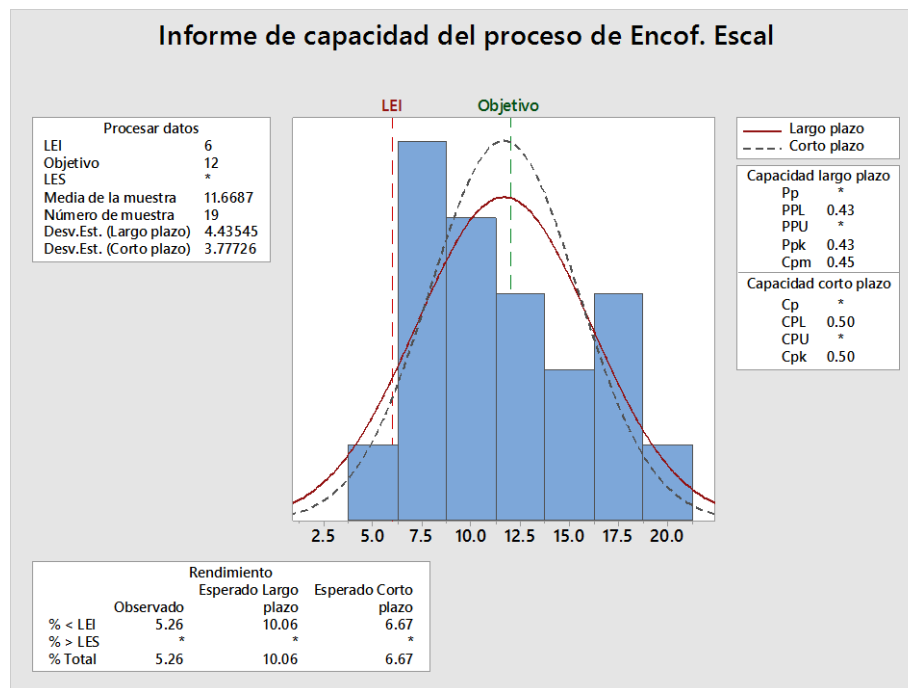 Informe de capacidad del proceso de Encof. Escal
LEI Objetivo
Procesar datos
LEI 6
Objetivo 12
LES *
Media de la muestra 11.6687
Número de muestra 19
Desv.Est. (Largo plazo) 4.43545
Desv.Est. (Corto plazo) 3.77726
Largo plazo
Corto plazo
Capacidad largo plazo
Pp *
PPL 0.43
PPU *
Ppk 0.43
Cpm 0.45
Capacidad corto plazo
Cp *
CPL 0.50
CPU *
Cpk 0.50
2.5 5.0 7.5 10.0 12.5 15.0 17.5 20.0
Rendimiento
Esperado Largo Esperado Corto
Observado plazo plazo
% < LEI 5.26 10.06 6.67
% > LES * * *
% Total 5.26 10.06 6.67